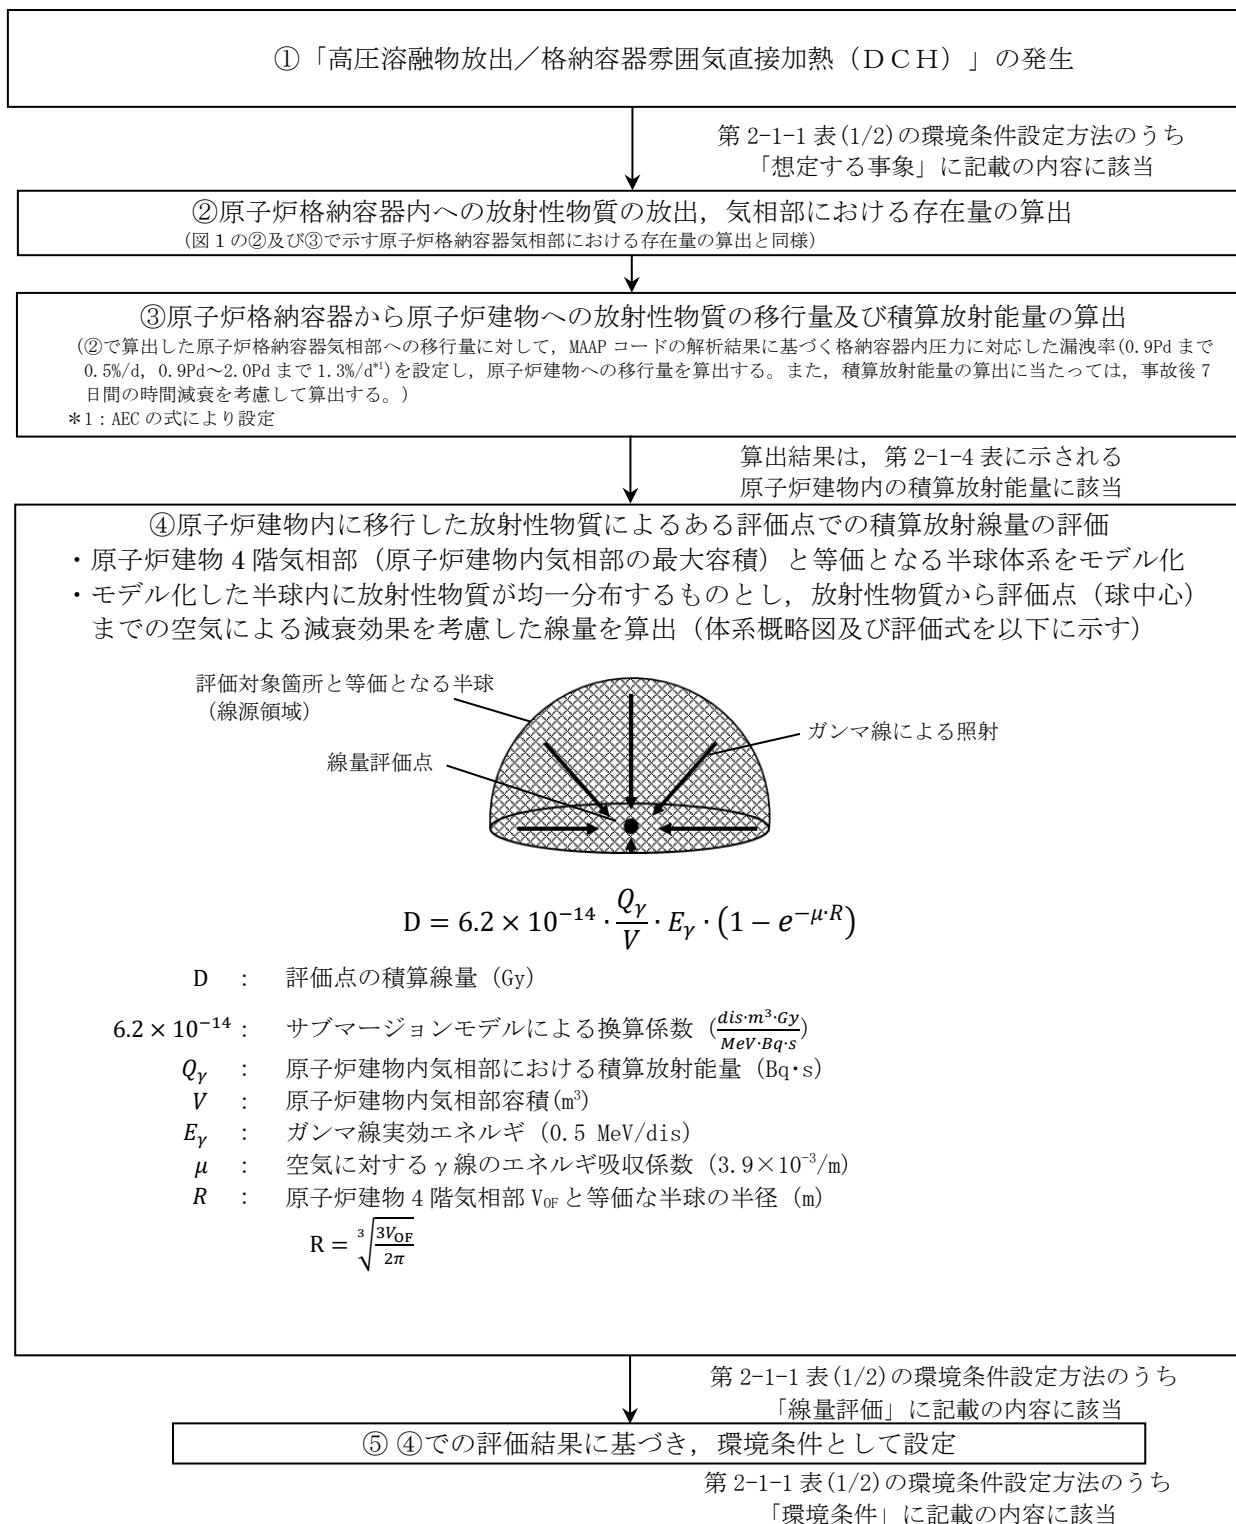 ①「高圧溶融物放出／格納容器雰囲気直接加熱（ＤＣＨ）」の発生
第 2-1-1 表(1/2)の環境条件設定方法のうち
「想定する事象」に記載の内容に該当
②原子炉格納容器内への放射性物質の放出，気相部における存在量の算出
(図 1 の②及び③で示す原子炉格納容器気相部における存在量の算出と同様)
③原子炉格納容器から原子炉建物への放射性物質の移行量及び積算放射能量の算出
(②で算出した原子炉格納容器気相部への移行量に対して，MAAP コードの解析結果に基づく格納容器内圧力に対応した漏洩率(0.9Pd まで
0.5%/d，0.9Pd～2.0Pd まで 1.3%/d*1)を設定し，原子炉建物への移行量を算出する。また，積算放射能量の算出に当たっては，事故後 7
日間の時間減衰を考慮して算出する。)
＊1：AEC の式により設定
算出結果は，第 2-1-4 表に示される
原子炉建物内の積算放射能量に該当
④原子炉建物内に移行した放射性物質によるある評価点での積算放射線量の評価
・原子炉建物 4 階気相部（原子炉建物内気相部の最大容積）と等価となる半球体系をモデル化
・モデル化した半球内に放射性物質が均一分布するものとし，放射性物質から評価点（球中心）
までの空気による減衰効果を考慮した線量を算出（体系概略図及び評価式を以下に示す）
評価対象箇所と等価となる半球
（線源領域）
ガンマ線による照射
線量評価点
D = 6.2 × 10⁻¹⁴ · Qγ/V · Eγ · (1 − e^(−μ·R))
D ： 評価点の積算線量 (Gy)
6.2 × 10⁻¹⁴ ： サブマージョンモデルによる換算係数 (dis·m³·Gy/MeV·Bq·s)
Qγ ： 原子炉建物内気相部における積算放射能量 (Bq・s)
V ： 原子炉建物内気相部容積(m³)
Eγ ： ガンマ線実効エネルギ (0.5 MeV/dis)
μ ： 空気に対するγ線のエネルギ吸収係数 (3.9×10⁻³/m)
R ： 原子炉建物 4 階気相部 V_OF と等価な半球の半径 (m)
R = ³√(3V_OF/2π)
第 2-1-1 表(1/2)の環境条件設定方法のうち
「線量評価」に記載の内容に該当
⑤ ④での評価結果に基づき，環境条件として設定
第 2-1-1 表(1/2)の環境条件設定方法のうち
「環境条件」に記載の内容に該当